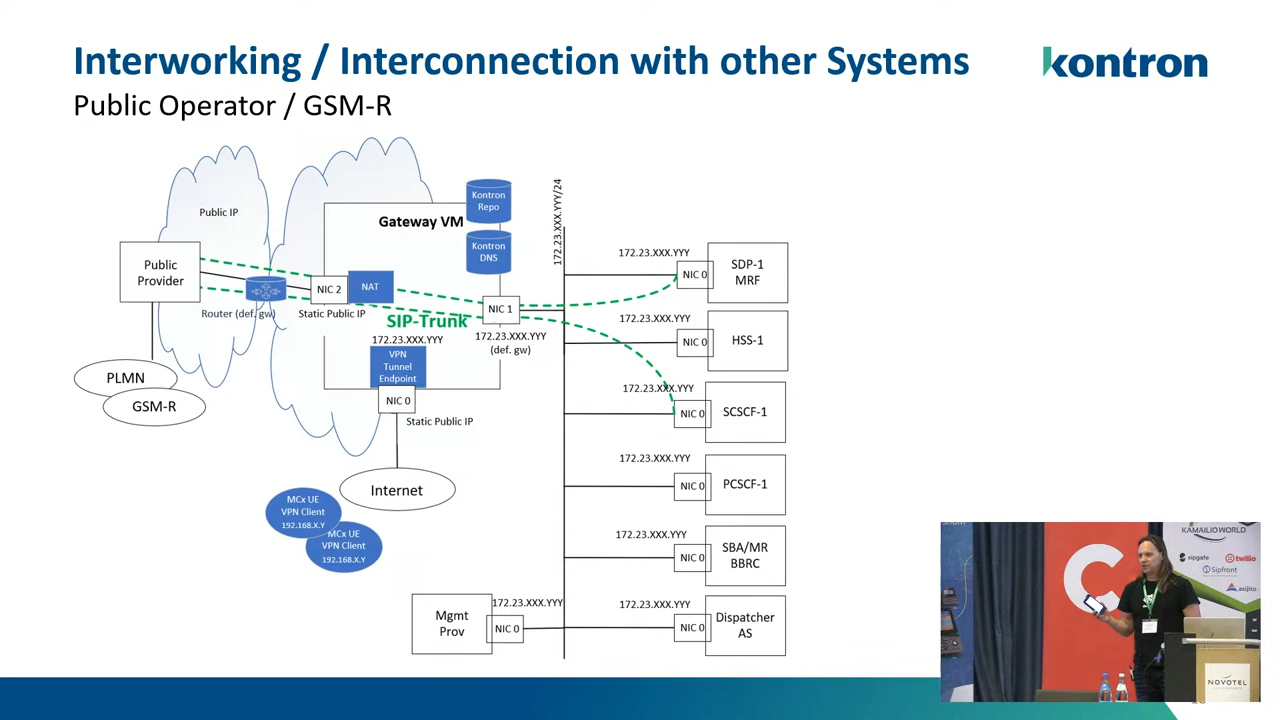 Interworking / Interconnection with other Systems
kontron
Public Operator / GSM-R
Public IP
Gateway VM
Kontron
Repo
Kontron
DNS
172.23.XXX.YYY/24
Public
Provider
Router (def. gw)
NIC 2
NAT
Static Public IP
SIP-Trunk
NIC 1
172.23.XXX.YYY
(def. gw)
172.23.XXX.YYY
VPN
Tunnel
Endpoint
NIC 0
Static Public IP
PLMN
GSM-R
Internet
MCx UE
VPN Client
192.168.X.Y
MCx UE
VPN Client
192.168.X.Y
172.23.XXX.YYY
NIC 0
SDP-1
MRF
172.23.XXX.YYY
NIC 0
HSS-1
172.23.XXX.YYY
NIC 0
SCSCF-1
172.23.XXX.YYY
NIC 0
PCSCF-1
172.23.XXX.YYY
NIC 0
SBA/MR
BBRC
172.23.XXX.YYY
NIC 0
Dispatcher
AS
Mgmt
Prov
172.23.XXX.YYY
NIC 0
KAMAILIO WORLD
sipgate
twilio
Sipfront
asipto
NOVOTEL